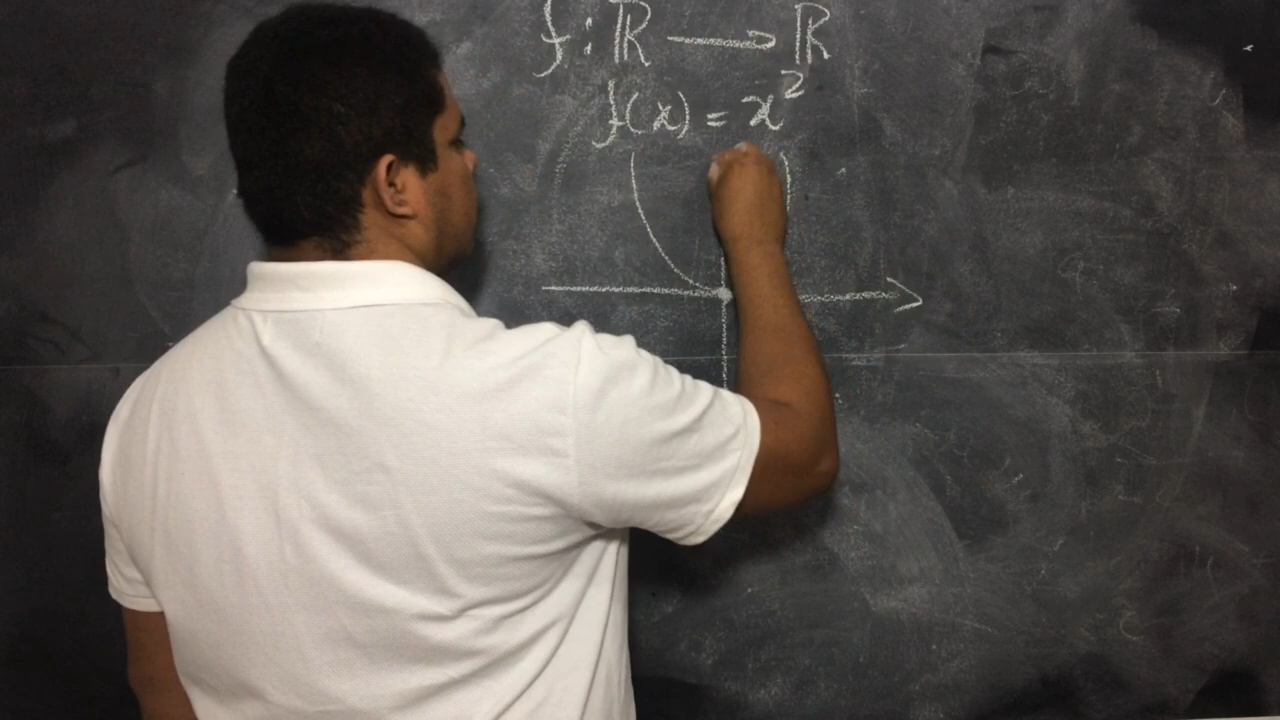 f : ℝ → ℝ
f(x) = x²